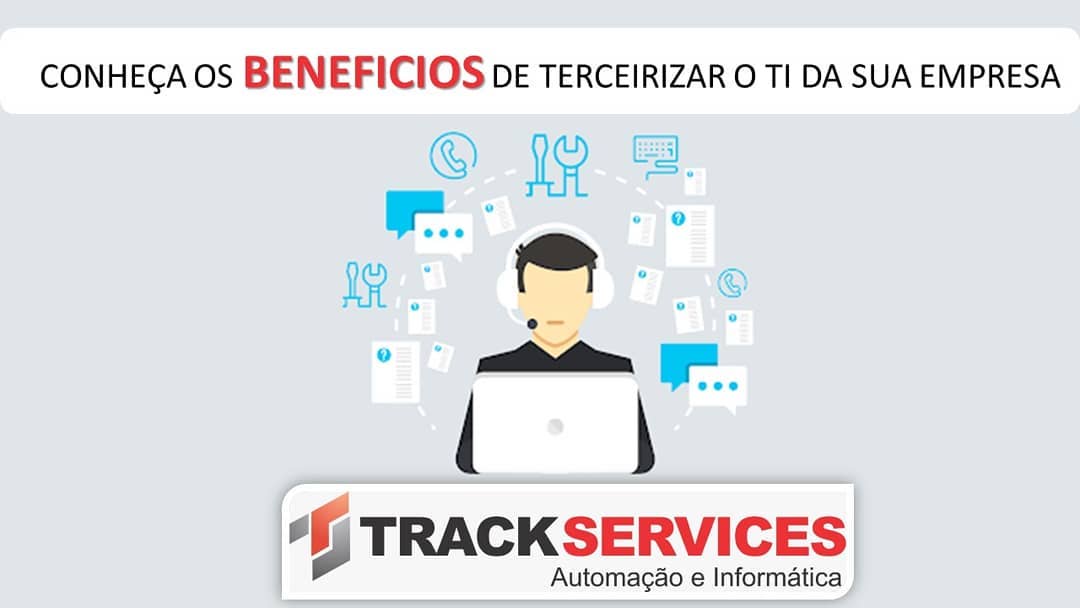 CONHEÇA OS BENEFICIOS DE TERCEIRIZAR O TI DA SUA EMPRESA
TRACKSERVICES
Automação e Informática